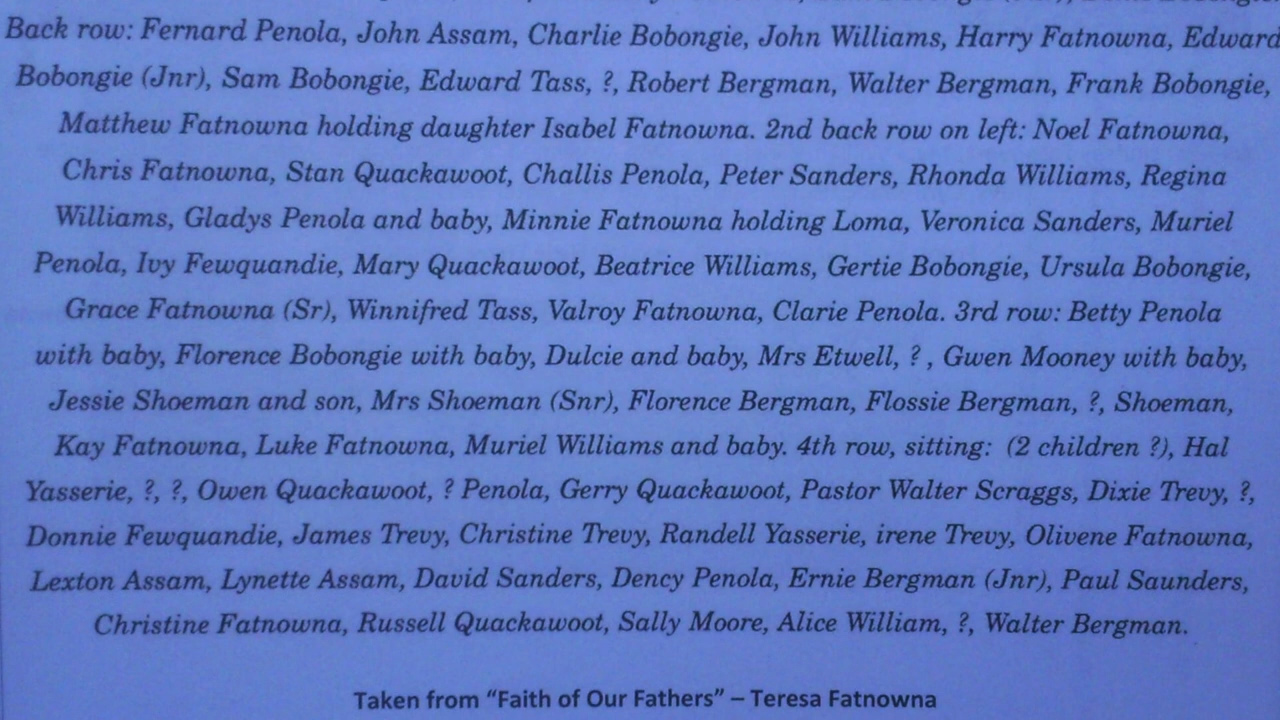 Back row: Fernard Penola, John Assam, Charlie Bobongie, John Williams, Harry Fatnowna, Edward
Bobongie (Jnr), Sam Bobongie, Edward Tass, ?, Robert Bergman, Walter Bergman, Frank Bobongie,
Matthew Fatnowna holding daughter Isabel Fatnowna. 2nd back row on left: Noel Fatnowna,
Chris Fatnowna, Stan Quackawoot, Challis Penola, Peter Sanders, Rhonda Williams, Regina
Williams, Gladys Penola and baby, Minnie Fatnowna holding Loma, Veronica Sanders, Muriel
Penola, Ivy Fewquandie, Mary Quackawoot, Beatrice Williams, Gertie Bobongie, Ursula Bobongie,
Grace Fatnowna (Sr), Winnifred Tass, Valroy Fatnowna, Clarie Penola. 3rd row: Betty Penola
with baby, Florence Bobongie with baby, Dulcie and baby, Mrs Etwell, ? , Gwen Mooney with baby,
Jessie Shoeman and son, Mrs Shoeman (Snr), Florence Bergman, Flossie Bergman, ?, Shoeman,
Kay Fatnowna, Luke Fatnowna, Muriel Williams and baby. 4th row, sitting: (2 children ?), Hal
Yasserie, ?, ?, Owen Quackawoot, ? Penola, Gerry Quackawoot, Pastor Walter Scraggs, Dixie Trevy, ?,
Donnie Fewquandie, James Trevy, Christine Trevy, Randell Yasserie, irene Trevy, Olivene Fatnowna,
Lexton Assam, Lynette Assam, David Sanders, Dency Penola, Ernie Bergman (Jnr), Paul Saunders,
Christine Fatnowna, Russell Quackawoot, Sally Moore, Alice William, ?, Walter Bergman.
Taken from “Faith of Our Fathers” – Teresa Fatnowna